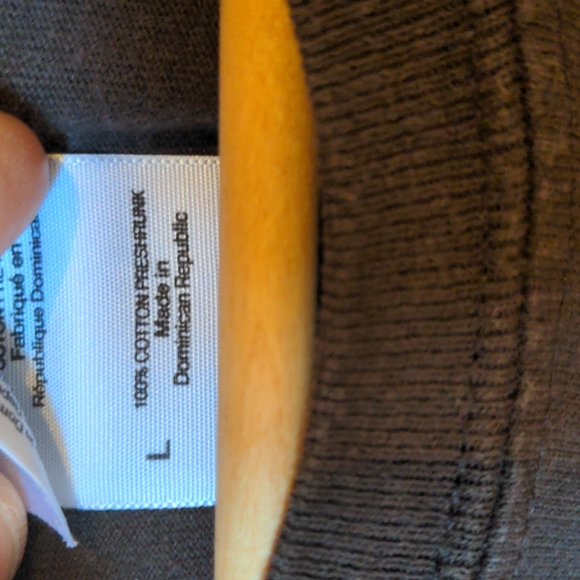 100% COTTON PRESHRUNK
Made in
Dominican Republic
L
Fabriqué en
République Dominica